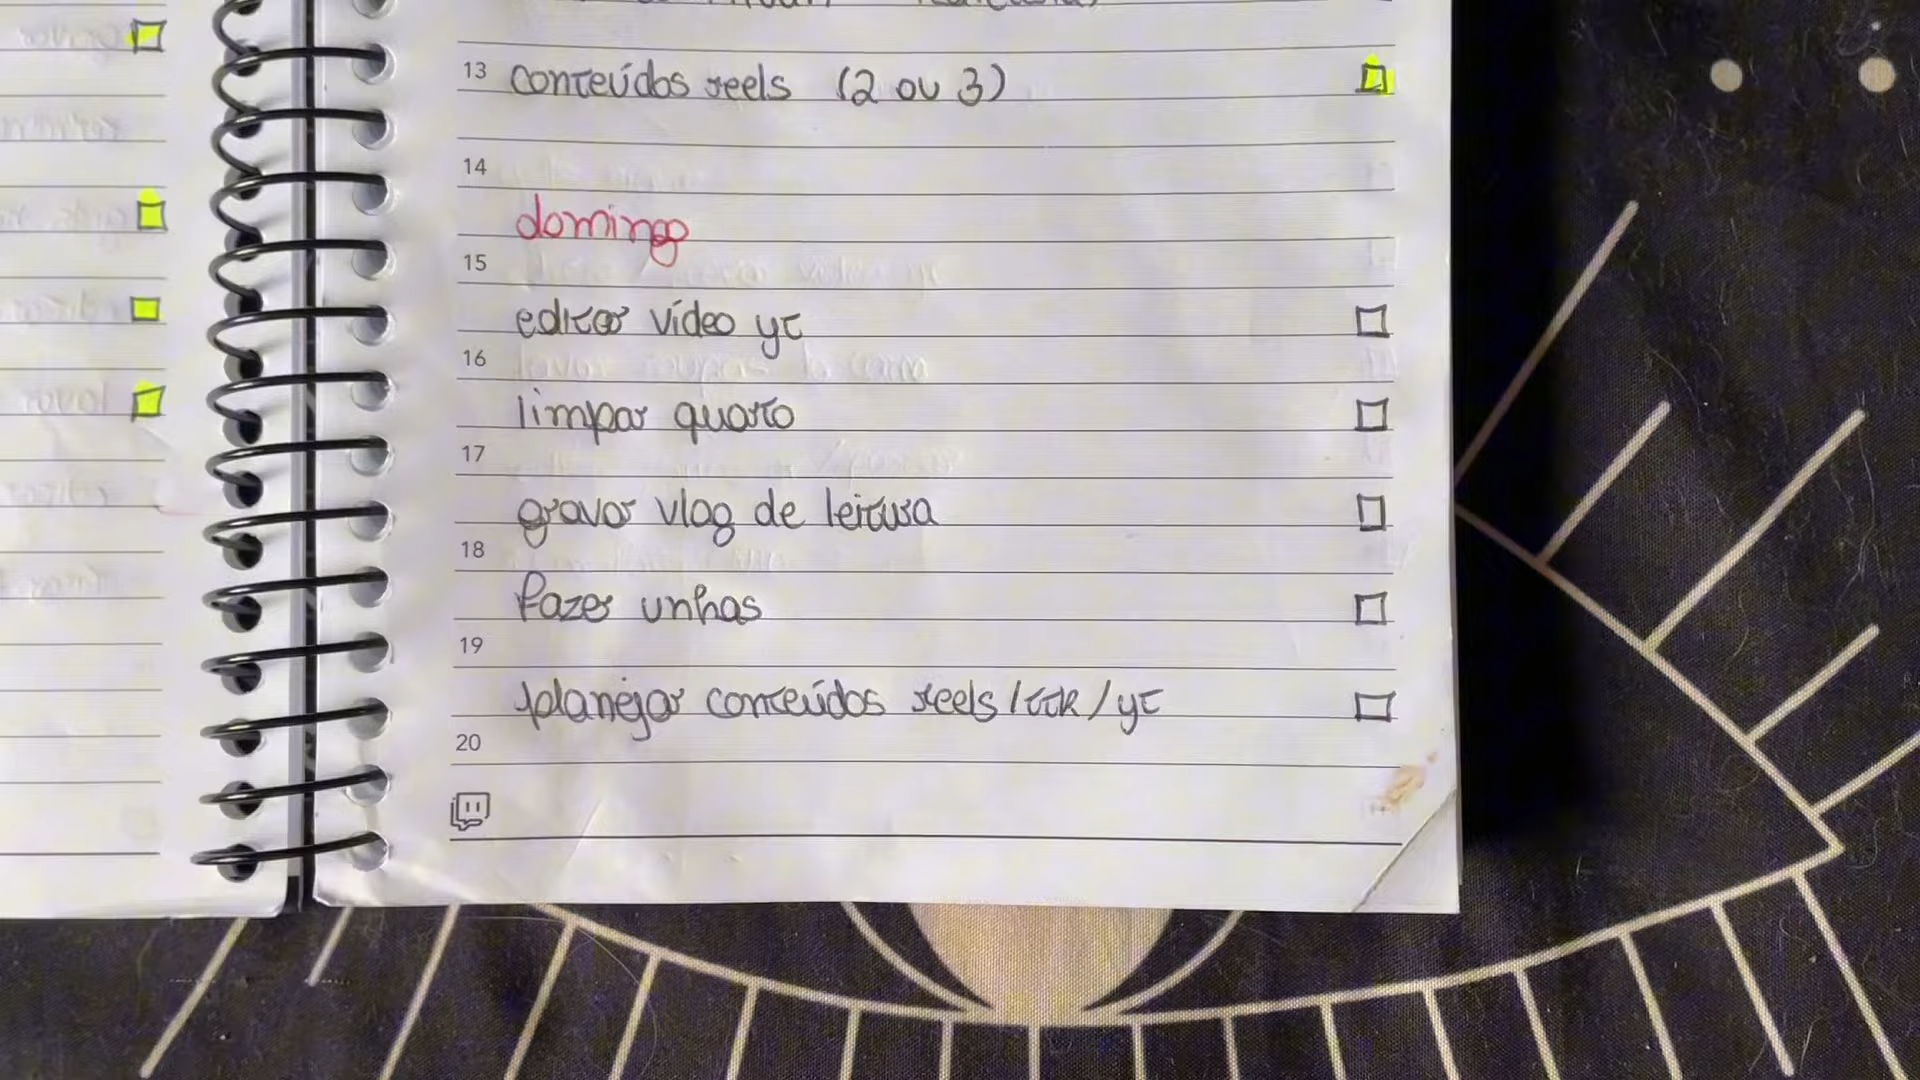 13 conteúdos reels (2 ou 3)
14
domingo
15
editar vídeo yt
16
limpar quarto
17
gravar vlog de leitura
18
fazer unhas
19
planejar conteúdos reels/ttk/yt
20